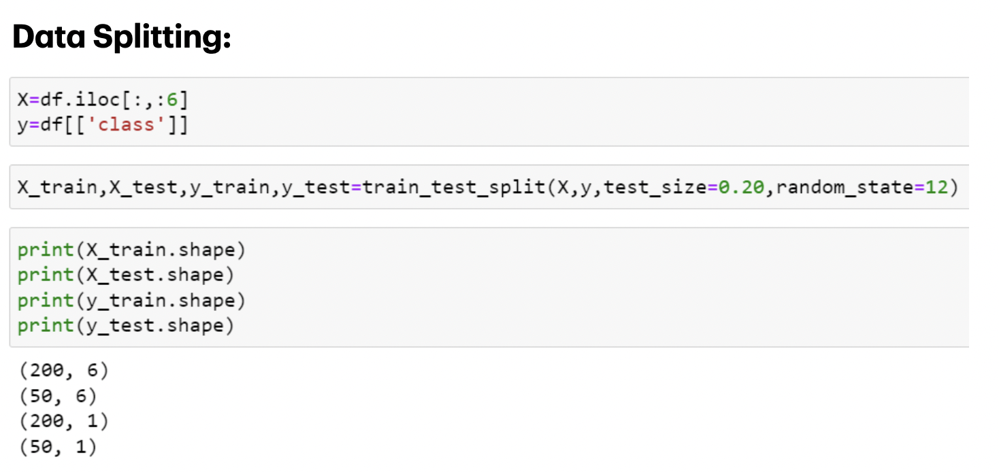 Data Splitting:
X=df.iloc[:,:6]
y=df[['class']]
X_train,X_test,y_train,y_test=train_test_split(X,y,test_size=0.20,random_state=12)
print(X_train.shape)
print(X_test.shape)
print(y_train.shape)
print(y_test.shape)
(200, 6)
(50, 6)
(200, 1)
(50, 1)